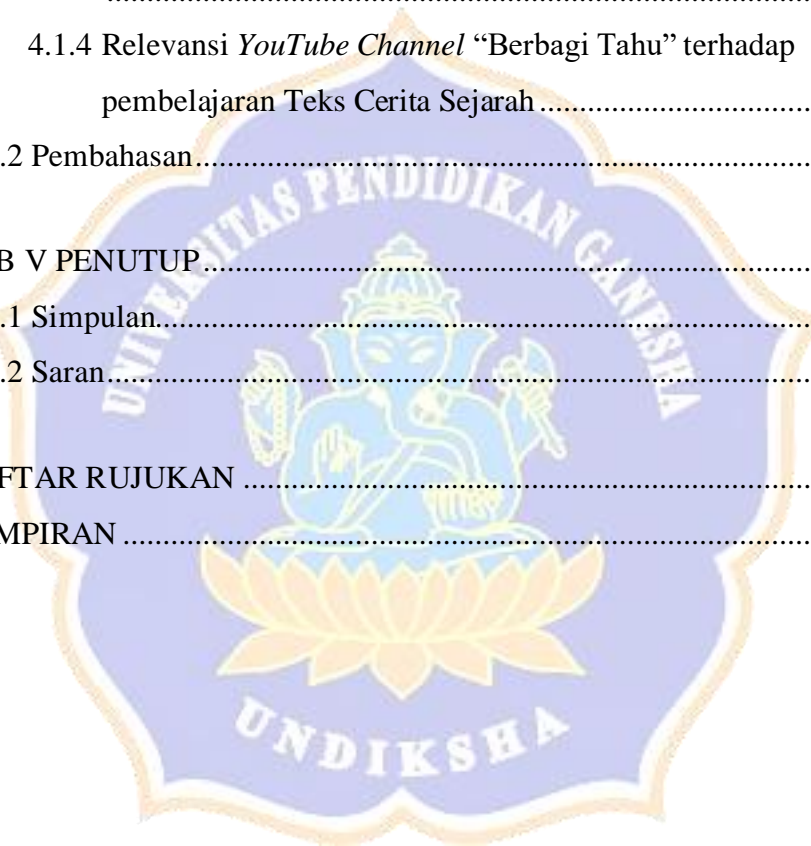 ................................................................................
4.1.4 Relevansi YouTube Channel “Berbagi Tahu” terhadap
pembelajaran Teks Cerita Sejarah ..................................
.2 Pembahasan.....................................................................
B V PENUTUP....................................................................
.1 Simpulan.........................................................................
.2 Saran...............................................................................
FTAR RUJUKAN ..............................................................
MPIRAN ............................................................................
UNIVERSITAS PENDIDIKAN GANESHA
UNDIKSHA